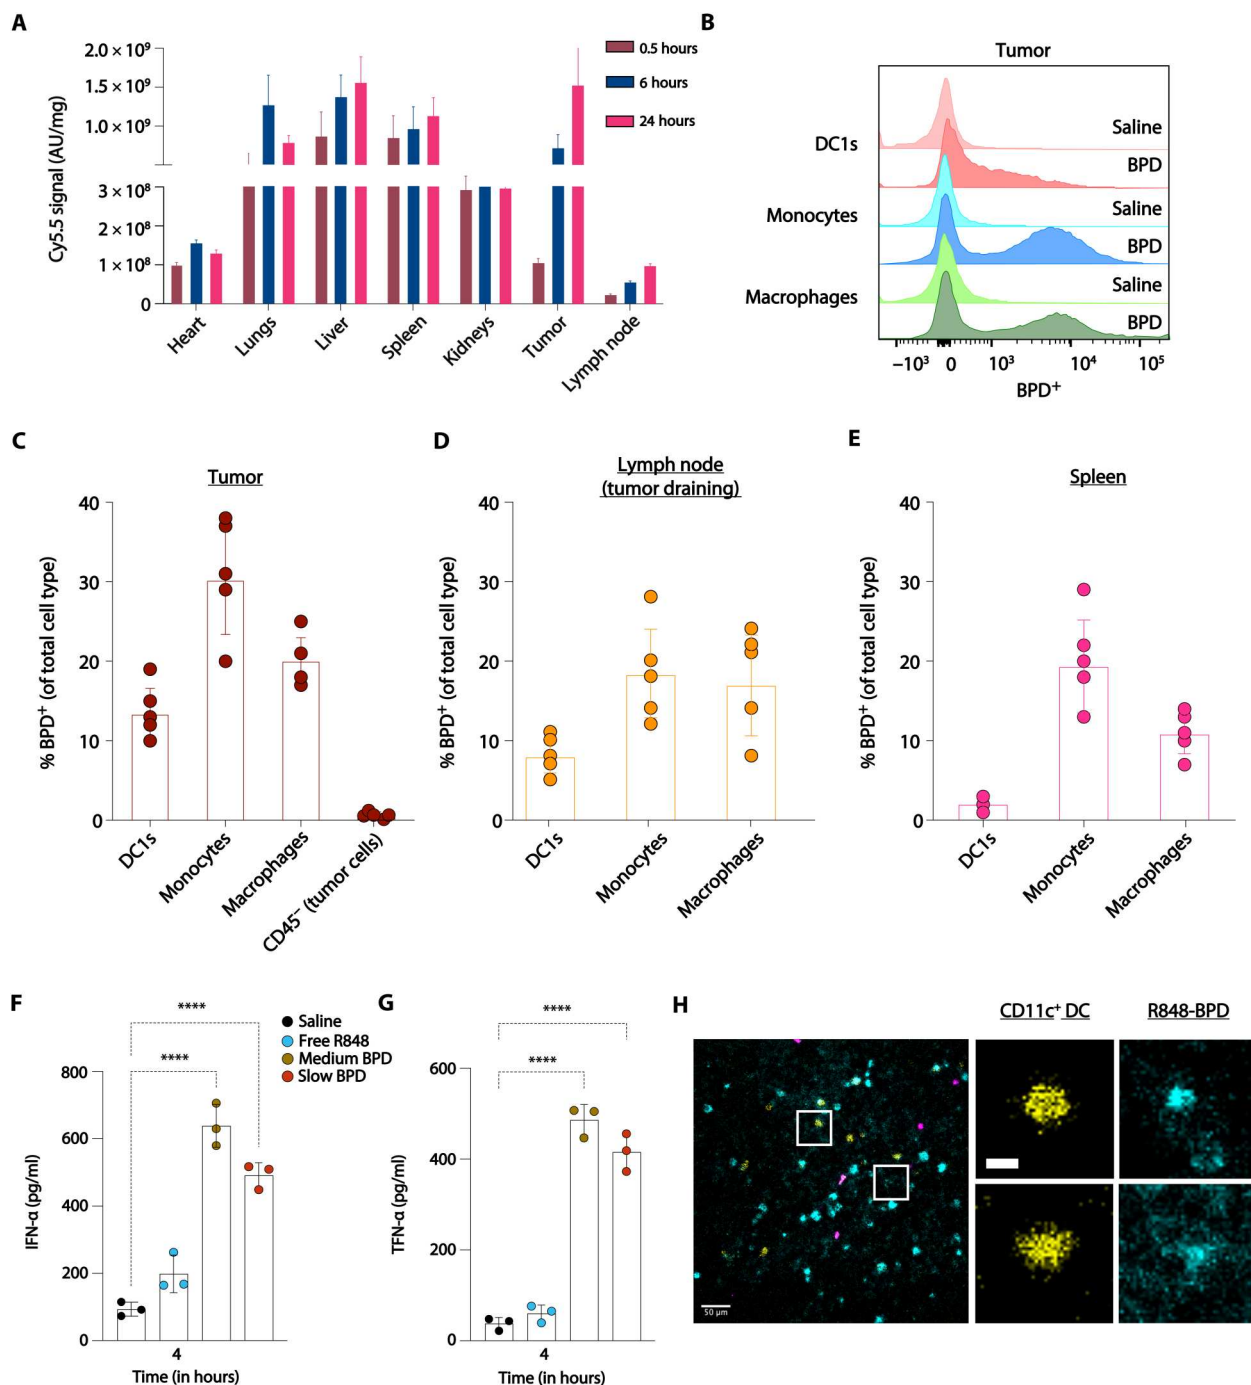 A
Cy5.5 signal (AU/mg)
2.0 × 10⁹
1.5 × 10⁹
1.0 × 10⁹
3 × 10⁸
2 × 10⁸
1 × 10⁸
0
Heart
Lungs
Liver
Spleen
Kidneys
Tumor
Lymph node
0.5 hours
6 hours
24 hours
B
Tumor
DC1s
Saline
BPD
Monocytes
Saline
BPD
Macrophages
Saline
BPD
−10³ 0 10³ 10⁴ 10⁵
BPD⁺
C
Tumor
% BPD⁺ (of total cell type)
40
30
20
10
0
DC1s
Monocytes
Macrophages
CD45⁻ (tumor cells)
D
Lymph node
(tumor draining)
% BPD⁺ (of total cell type)
40
30
20
10
0
DC1s
Monocytes
Macrophages
E
Spleen
% BPD⁺ (of total cell type)
40
30
20
10
0
DC1s
Monocytes
Macrophages
F
****
****
IFN-α (pg/ml)
800
600
400
200
0
4
Time (in hours)
Saline
Free R848
Medium BPD
Slow BPD
G
****
****
TFN-α (pg/ml)
600
400
200
0
4
Time (in hours)
H
CD11c⁺ DC
R848-BPD
50 µm